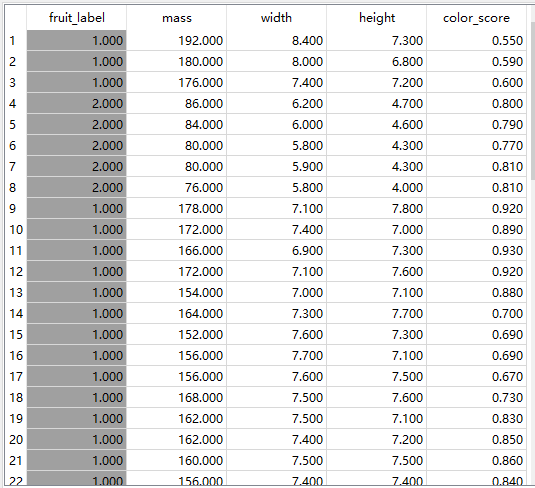 fruit_label mass width height color_score
1 1.000 192.000 8.400 7.300 0.550
2 1.000 180.000 8.000 6.800 0.590
3 1.000 176.000 7.400 7.200 0.600
4 2.000 86.000 6.200 4.700 0.800
5 2.000 84.000 6.000 4.600 0.790
6 2.000 80.000 5.800 4.300 0.770
7 2.000 80.000 5.900 4.300 0.810
8 2.000 76.000 5.800 4.000 0.810
9 1.000 178.000 7.100 7.800 0.920
10 1.000 172.000 7.400 7.000 0.890
11 1.000 166.000 6.900 7.300 0.930
12 1.000 172.000 7.100 7.600 0.920
13 1.000 154.000 7.000 7.100 0.880
14 1.000 164.000 7.300 7.700 0.700
15 1.000 152.000 7.600 7.300 0.690
16 1.000 156.000 7.700 7.100 0.690
17 1.000 156.000 7.600 7.500 0.670
18 1.000 168.000 7.500 7.600 0.730
19 1.000 162.000 7.500 7.100 0.830
20 1.000 162.000 7.400 7.200 0.850
21 1.000 160.000 7.500 7.500 0.860
22 1.000 156.000 7.400 7.400 0.840